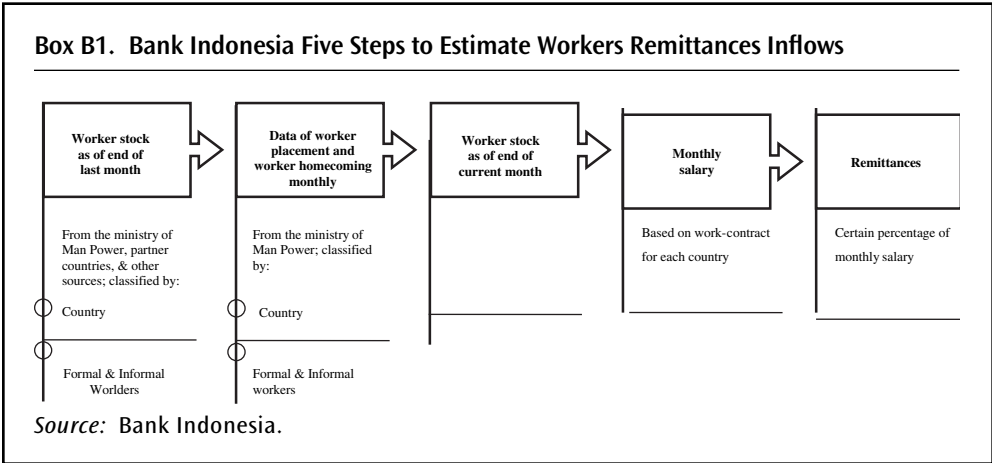 Box B1. Bank Indonesia Five Steps to Estimate Workers Remittances Inflows
Worker stock
as of end of
last month
Data of worker
placement and
worker homecoming
monthly
Worker stock
as of end of
current month
Monthly
salary
Remittances
From the ministry of
Man Power, partner
countries, & other
sources; classified by:
Country
Formal & Informal
Worlders
From the ministry of
Man Power; classified
by:
Country
Formal & Informal
workers
Based on work-contract
for each country
Certain percentage of
monthly salary
Source: Bank Indonesia.